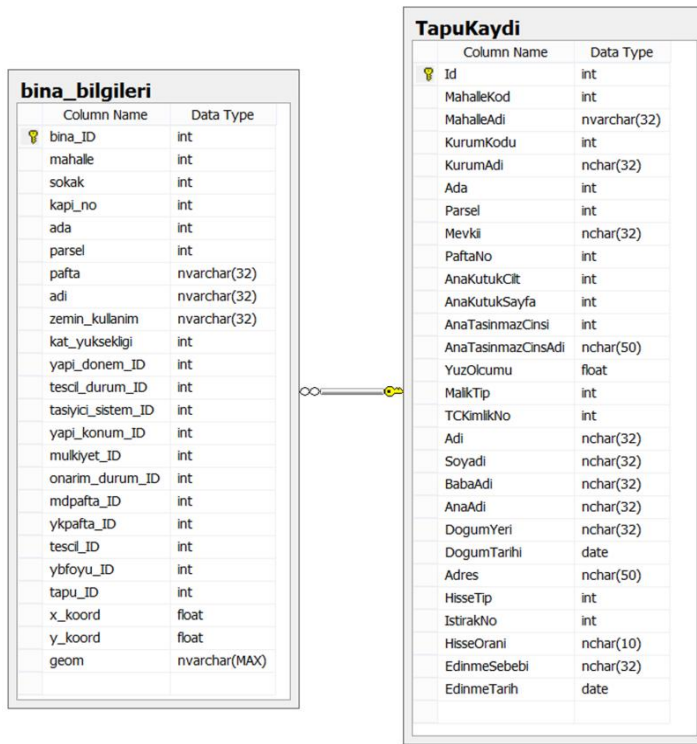 bina_bilgileri
Column Name Data Type
bina_ID int
mahalle int
sokak int
kapi_no int
ada int
parsel int
pafta nvarchar(32)
adi nvarchar(32)
zemin_kullanim nvarchar(32)
kat_yuksekligi int
yapi_donem_ID int
tescil_durum_ID int
tasiyici_sistem_ID int
yapi_konum_ID int
mulkiyet_ID int
onarim_durum_ID int
mdpafta_ID int
ykpafta_ID int
tescil_ID int
ybfoyu_ID int
tapu_ID int
x_koord float
y_koord float
geom nvarchar(MAX)
TapuKaydi
Column Name Data Type
Id int
MahalleKod int
MahalleAdi nvarchar(32)
KurumKodu int
KurumAdi nchar(32)
Ada int
Parsel int
Mevkii nchar(32)
PaftaNo int
AnaKutukCilt int
AnaKutukSayfa int
AnaTasinmazCinsi int
AnaTasinmazCinsAdi nchar(50)
YuzOlcumu float
MalikTip int
TCKimlikNo int
Adi nchar(32)
Soyadi nchar(32)
BabaAdi nchar(32)
AnaAdi nchar(32)
DogumYeri nchar(32)
DogumTarihi date
Adres nchar(50)
HisseTip int
IstirakNo int
HisseOrani nchar(10)
EdinmeSebebi nchar(32)
EdinmeTarih date